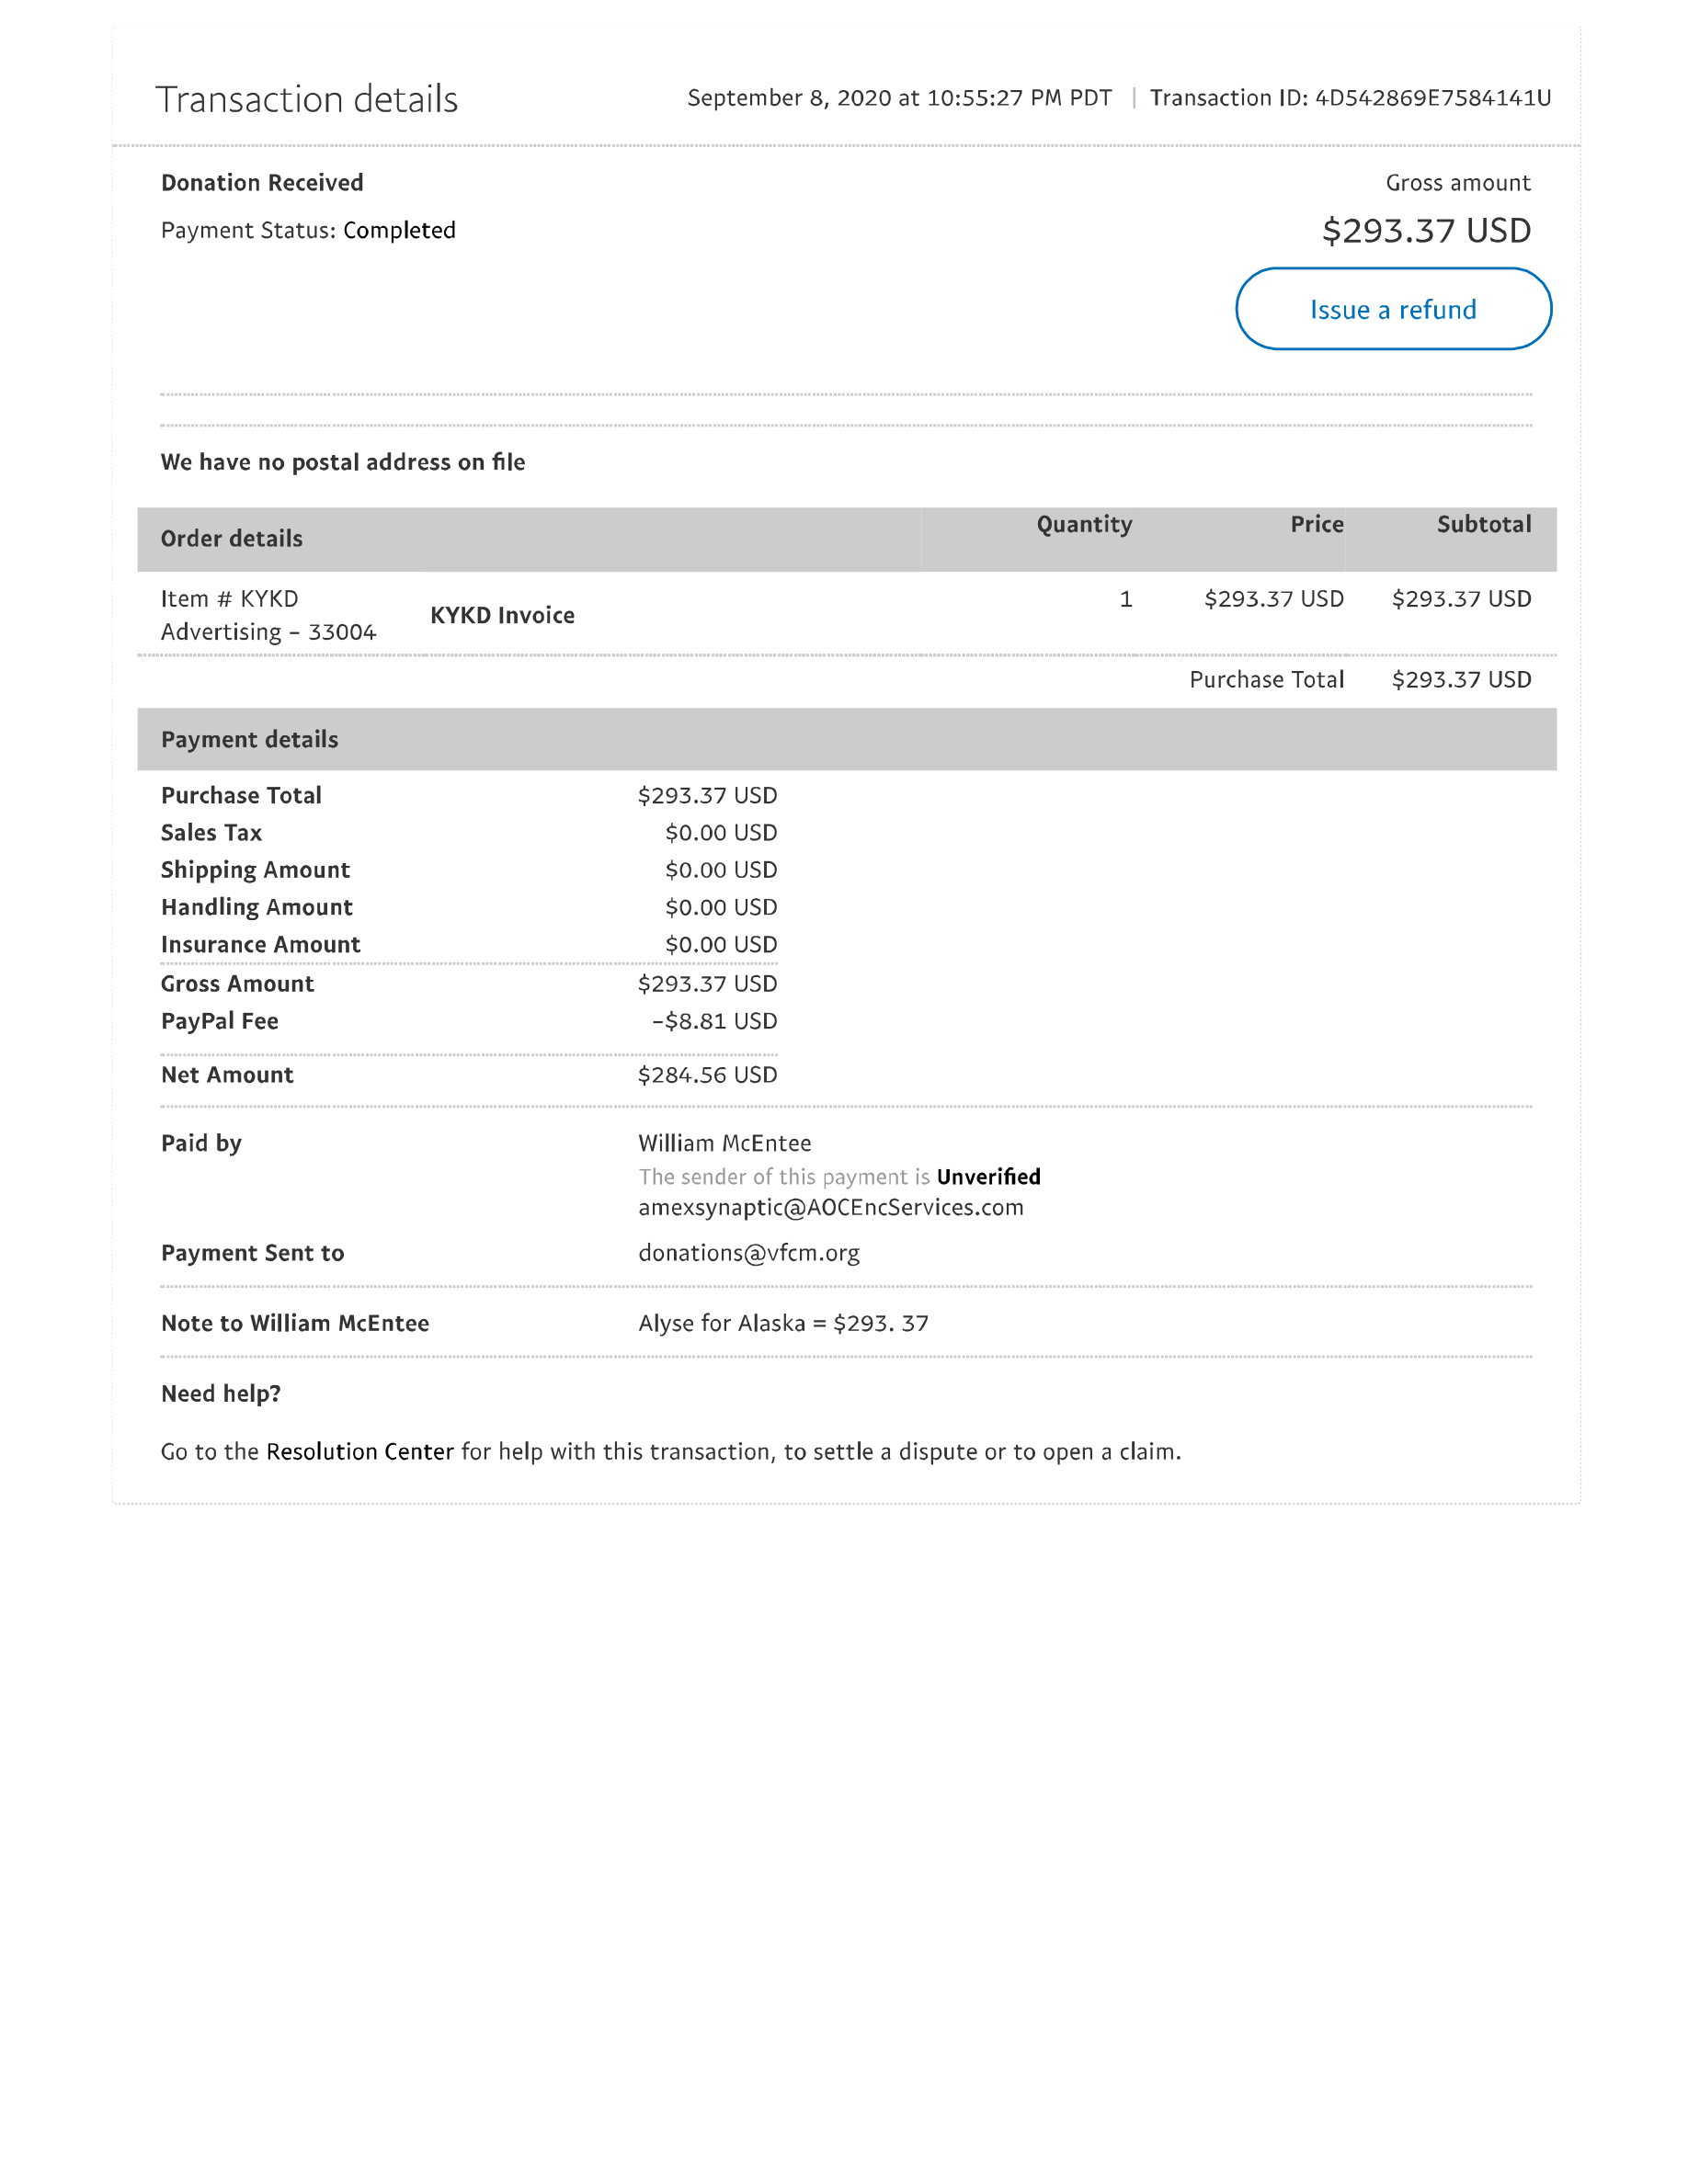 Transaction details
September 8, 2020 at 10:55:27 PM PDT | Transaction ID: 4D542869E7584141U
Donation Received
Gross amount
Payment Status: Completed
$293.37 USD
Issue a refund
We have no postal address on file
Order details Quantity Price Subtotal
Item # KYKD
Advertising – 33004
KYKD Invoice
1 $293.37 USD $293.37 USD
Purchase Total $293.37 USD
Payment details
Purchase Total $293.37 USD
Sales Tax $0.00 USD
Shipping Amount $0.00 USD
Handling Amount $0.00 USD
Insurance Amount $0.00 USD
Gross Amount $293.37 USD
PayPal Fee –$8.81 USD
Net Amount $284.56 USD
Paid by William McEntee
The sender of this payment is Unverified
amexsynaptic@AOCEncServices.com
Payment Sent to donations@vfcm.org
Note to William McEntee Alyse for Alaska = $293. 37
Need help?
Go to the Resolution Center for help with this transaction, to settle a dispute or to open a claim.